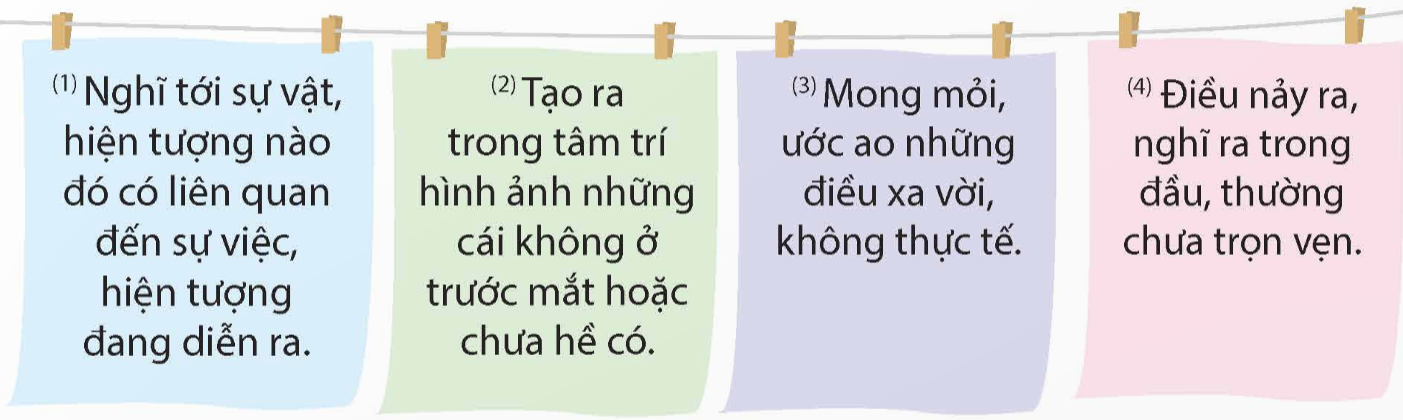 (1) Nghĩ tới sự vật,
hiện tượng nào
đó có liên quan
đến sự việc,
hiện tượng
đang diễn ra.
(2) Tạo ra
trong tâm trí
hình ảnh những
cái không ở
trước mắt hoặc
chưa hề có.
(3) Mong mỏi,
ước ao những
điều xa vời,
không thực tế.
(4) Điều nảy ra,
nghĩ ra trong
đầu, thường
chưa trọn vẹn.